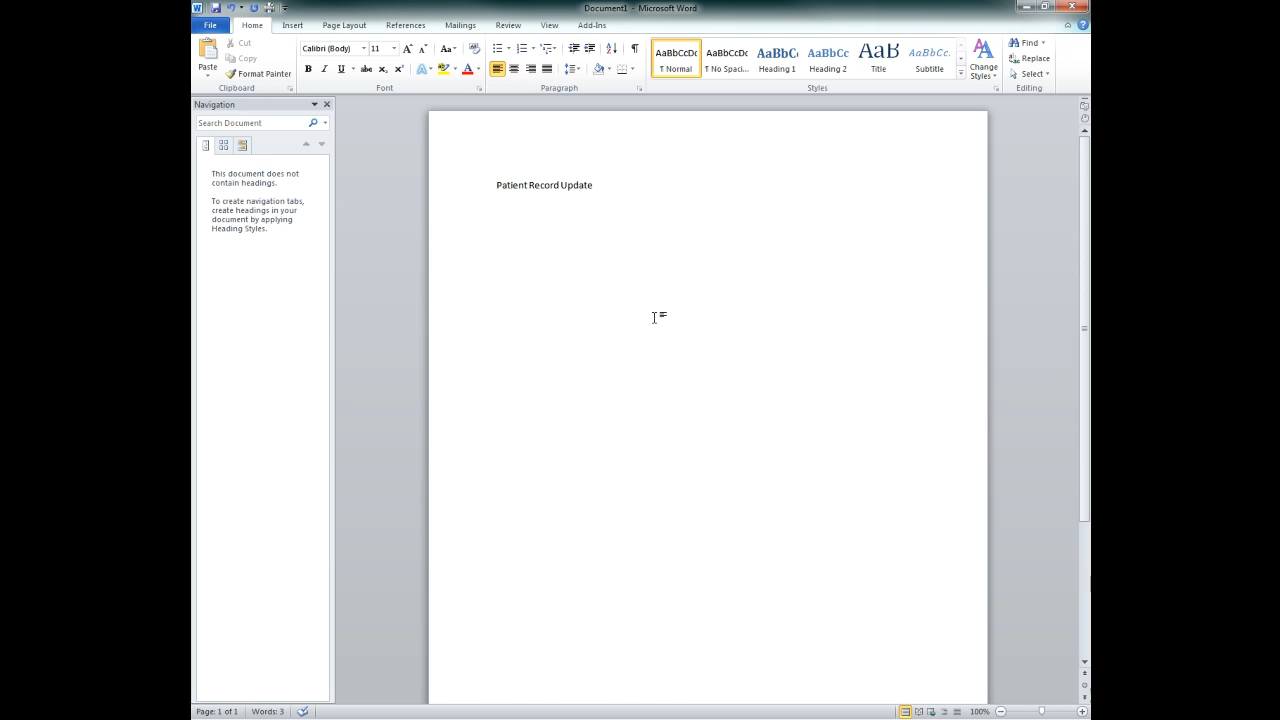 Document1 - Microsoft Word
File Home Insert Page Layout References Mailings Review View Add-Ins
Paste
Cut
Copy
Format Painter
Clipboard
Calibri (Body) 11
Font
Paragraph
AaBbCcDc AaBbCcDc AaBbC AaBbCc AaB AaBbCc.
¶ Normal ¶ No Spaci... Heading 1 Heading 2 Title Subtitle
Change
Styles
Styles
Find
Replace
Select
Editing
Navigation
Search Document
This document does not
contain headings.
To create navigation tabs,
create headings in your
document by applying
Heading Styles.
Patient Record Update
Page: 1 of 1 Words: 3
100%